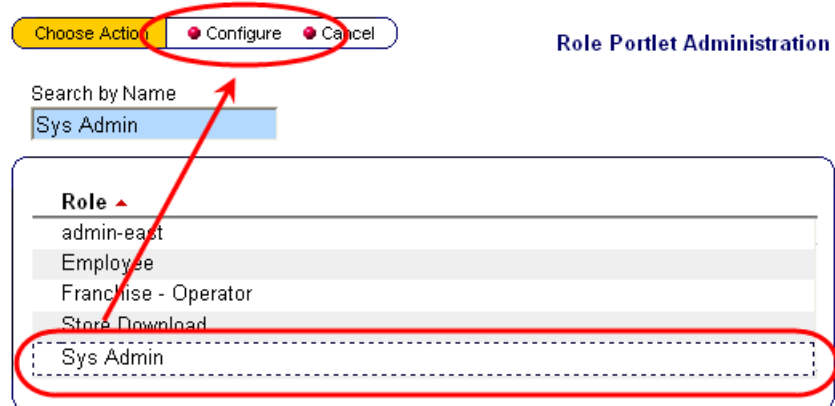 Choose Action Configure Cancel
Role Portlet Administration
Search by Name
Sys Admin
Role
admin-east
Employee
Franchise - Operator
Store Download
Sys Admin